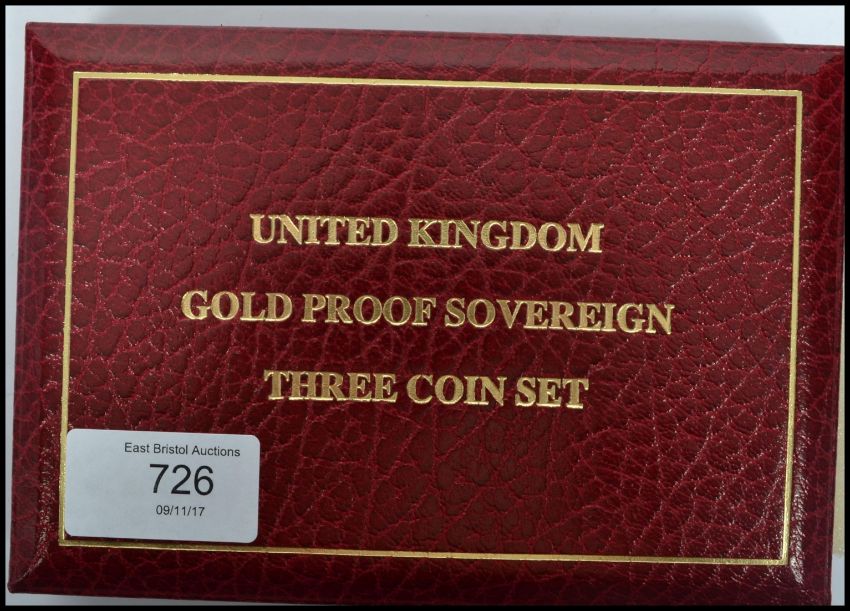 UNITED KINGDOM
GOLD PROOF SOVEREIGN
THREE COIN SET
East Bristol Auctions
726
09/11/17